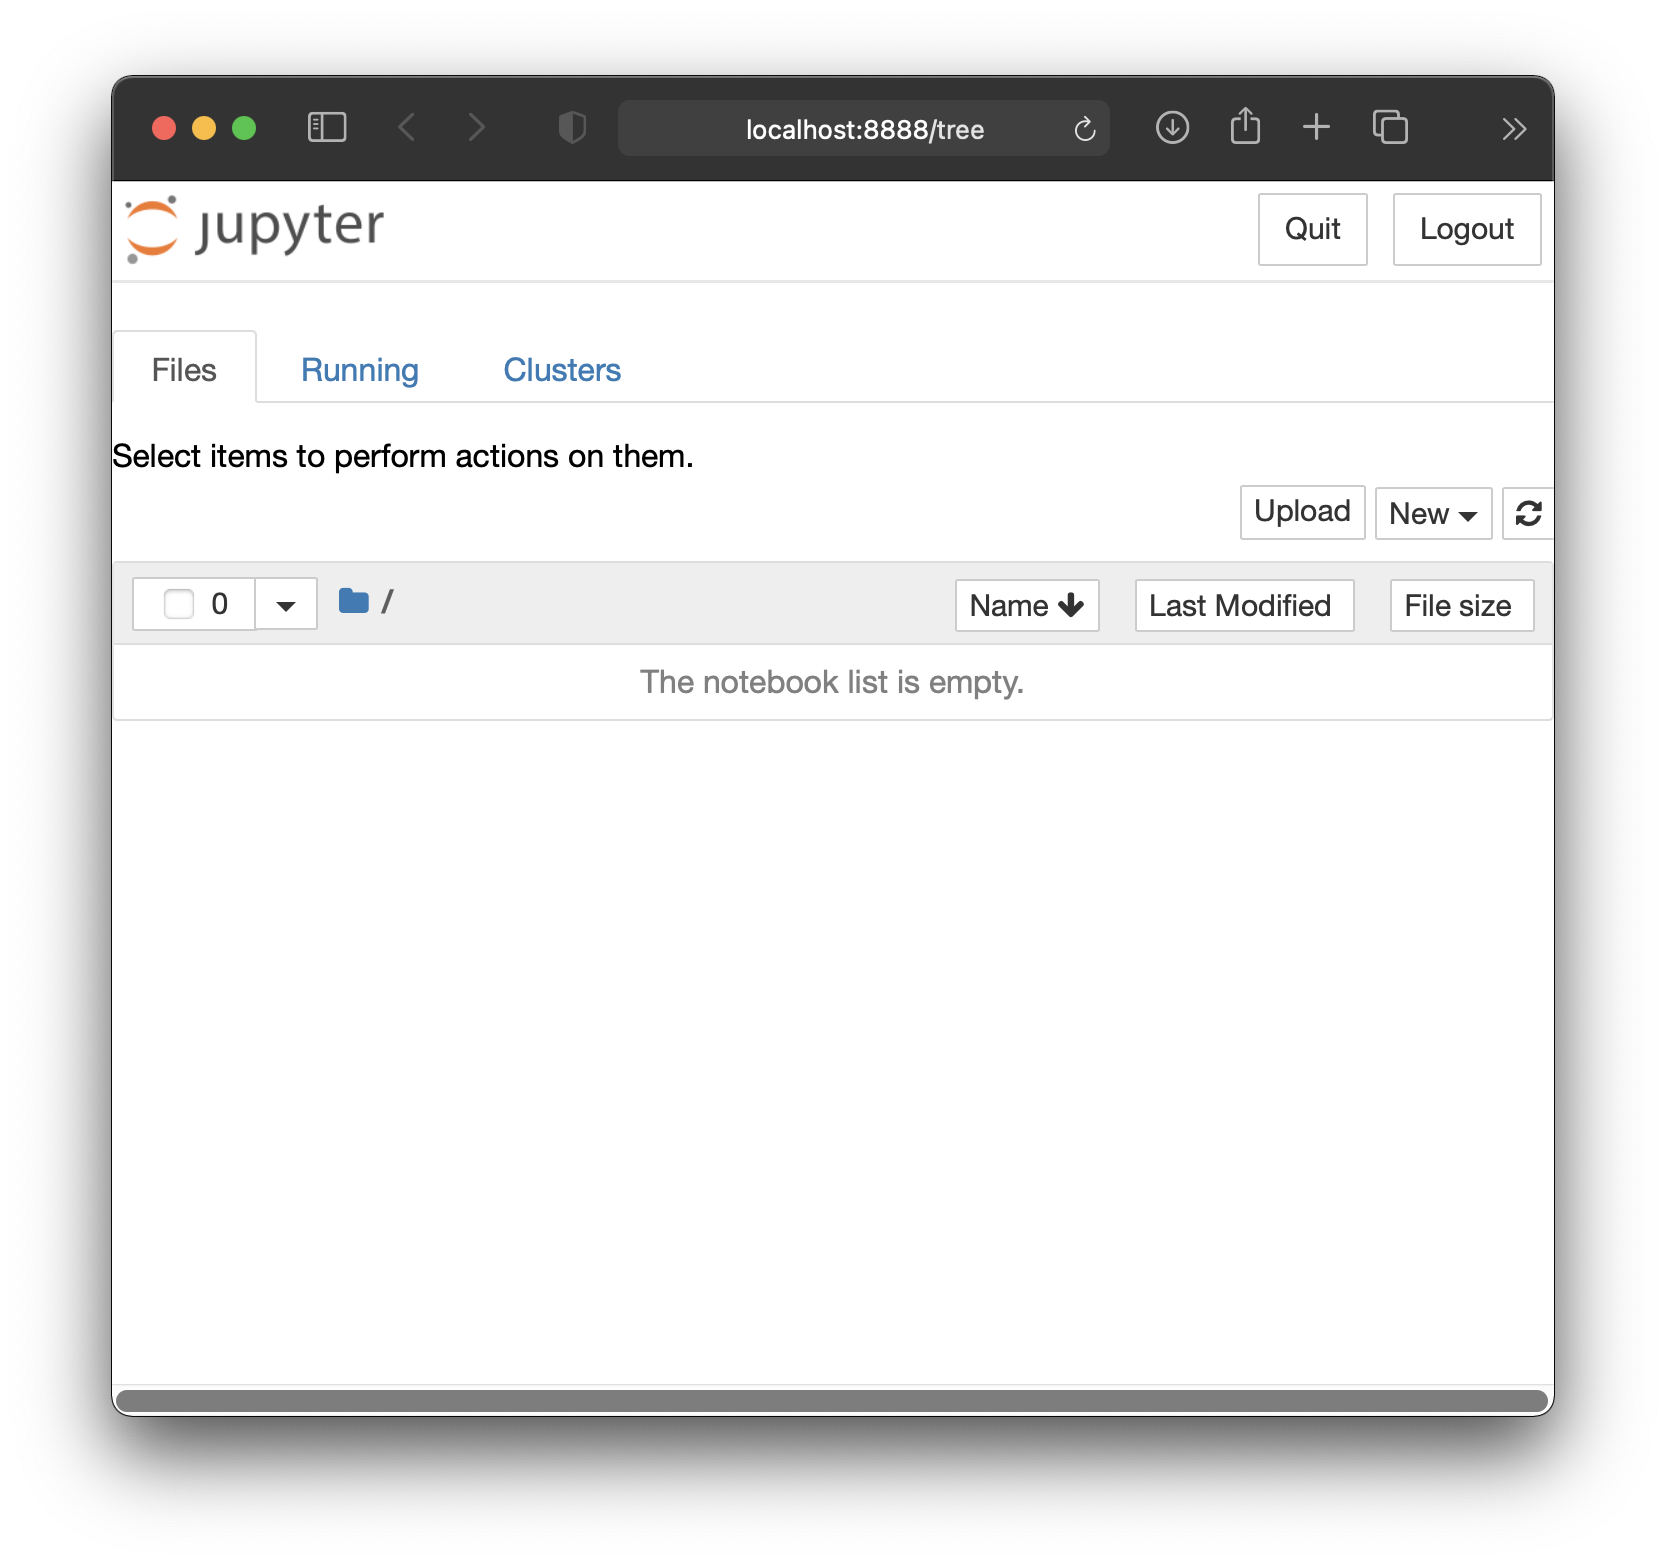 localhost:8888/tree
jupyter
Quit
Logout
Files
Running
Clusters
Select items to perform actions on them.
Upload
New
0
/
Name
Last Modified
File size
The notebook list is empty.